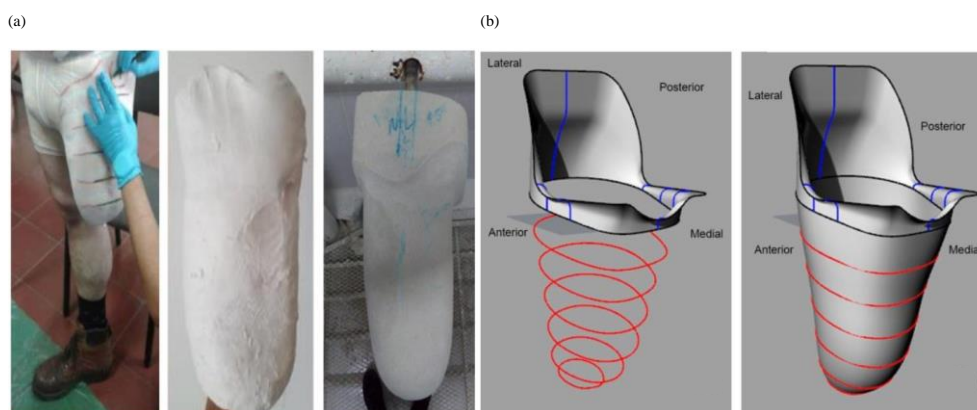 (a)
(b)
Lateral
Posterior
Anterior
Medial
Lateral
Posterior
Anterior
Media